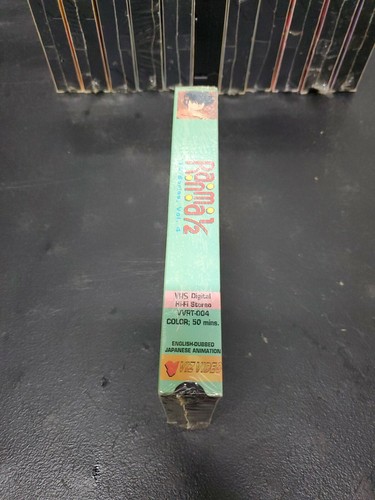 Ranma ½
VHS Digital
Hi-Fi Stereo
VVRT-004
COLOR; 50 mins.
ENGLISH-DUBBED
JAPANESE ANIMATION
VIZ VIDEO